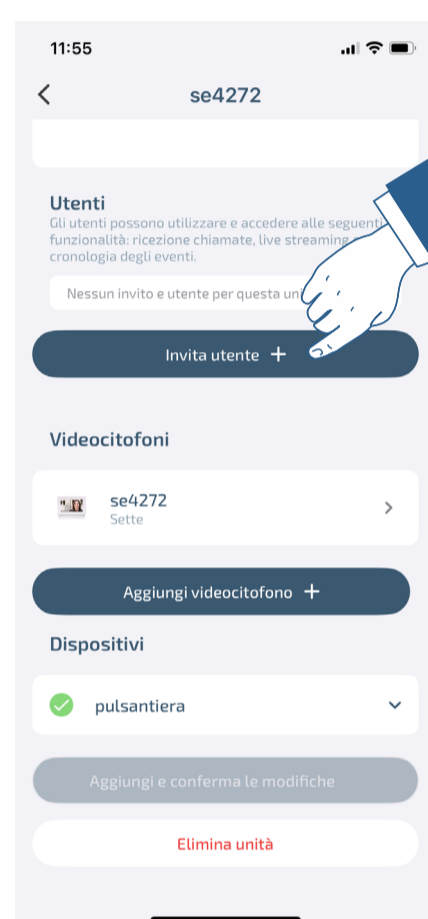 11:55
se4272
Utenti
Gli utenti possono utilizzare e accedere alle seguenti
funzionalità: ricezione chiamate, live streaming
cronologia degli eventi.
Nessun invito e utente per questa uni
Invita utente +
Videocitofoni
se4272
Sette
Aggiungi videocitofono +
Dispositivi
pulsantiera
Aggiungi e conferma le modifiche
Elimina unità